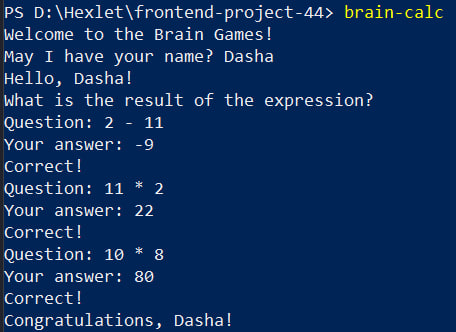 PS D:\Hexlet\frontend-project-44> brain-calc
Welcome to the Brain Games!
May I have your name? Dasha
Hello, Dasha!
What is the result of the expression?
Question: 2 - 11
Your answer: -9
Correct!
Question: 11 * 2
Your answer: 22
Correct!
Question: 10 * 8
Your answer: 80
Correct!
Congratulations, Dasha!